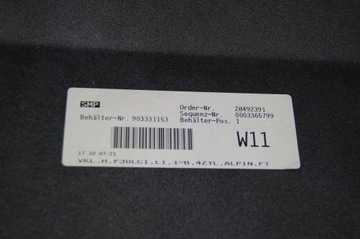 SMP
Order-Nr. 28492391
Sequenz-Nr. 0003365799
Behälter-Nr. 903331153 Behälter-Pos. 1
W11
17.10 07:21
VKL,M,F30LCI,LI,1-B,4ZYL,ALPIN,FT